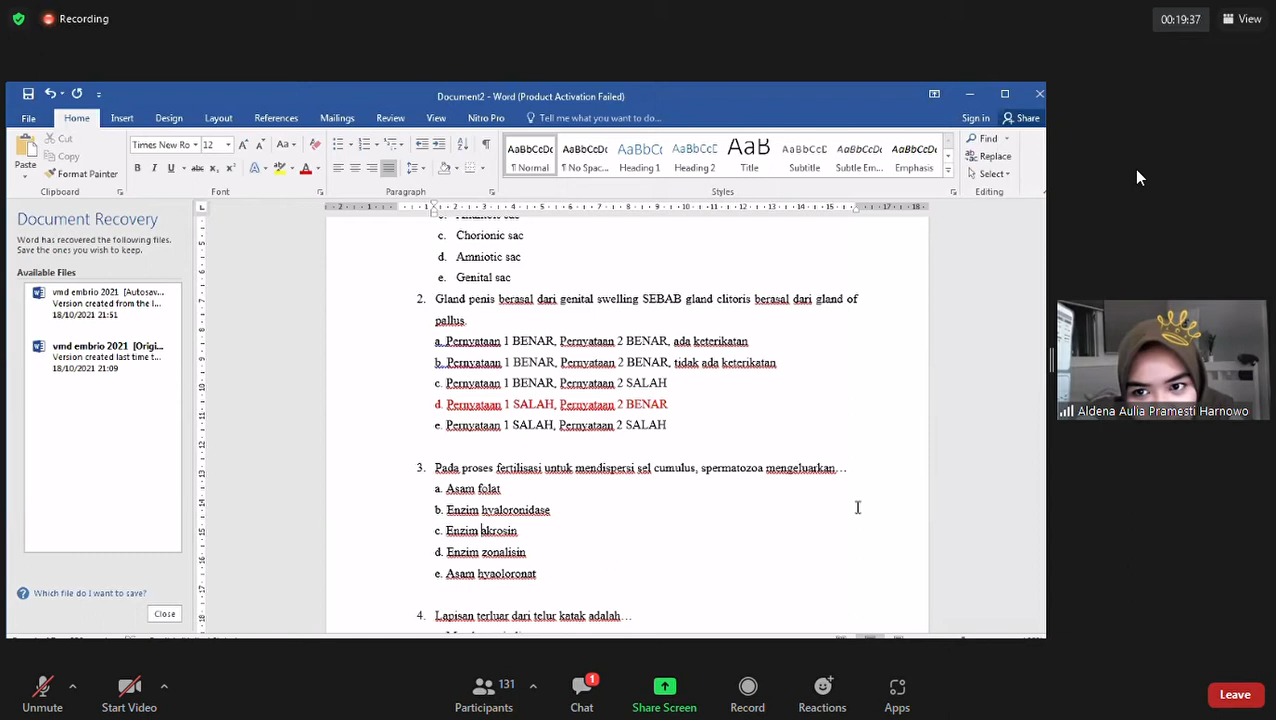 Recording
00:19:37
View
Document2 - Word (Product Activation Failed)
File Home Insert Design Layout References Mailings Review View Nitro Pro Tell me what you want to do... Sign in Share
Paste
Cut
Copy
Format Painter
Clipboard
Times New Ro 12
Font
Paragraph
AaBbCcDc AaBbCcDc AaBbCc AaBbCcC AaB AaBbCcD AaBbCcD AaBbCcD
¶ Normal ¶ No Spac... Heading 1 Heading 2 Title Subtitle Subtle Em... Emphasis
Styles
Find
Replace
Select
Editing
Document Recovery
Word has recovered the following files.
Save the ones you wish to keep.
Available Files
vmd embrio 2021 [Autosav...
Version created from the l...
18/10/2021 21:51
vmd embrio 2021 [Origi...
Version created last time t...
18/10/2021 21:09
Which file do I want to save?
Close
c. Chorionic sac
d. Amniotic sac
e. Genital sac
2. Gland penis berasal dari genital swelling SEBAB gland clitoris berasal dari gland of
pallus.
a. Pernyataan 1 BENAR, Pernyataan 2 BENAR, ada keterikatan
b. Pernyataan 1 BENAR, Pernyataan 2 BENAR, tidak ada keterikatan
c. Pernyataan 1 BENAR, Pernyataan 2 SALAH
d. Pernyataan 1 SALAH, Pernyataan 2 BENAR
e. Pernyataan 1 SALAH, Pernyataan 2 SALAH
3. Pada proses fertilisasi untuk mendispersi sel cumulus, spermatozoa mengeluarkan…
a. Asam folat
b. Enzim hyaloronidase
c. Enzim akrosin
d. Enzim zonalisin
e. Asam hyaoloronat
4. Lapisan terluar dari telur katak adalah…
Aldena Aulia Pramesti Harnowo
Unmute
Start Video
131
Participants
1
Chat
Share Screen
Record
Reactions
Apps
Leave